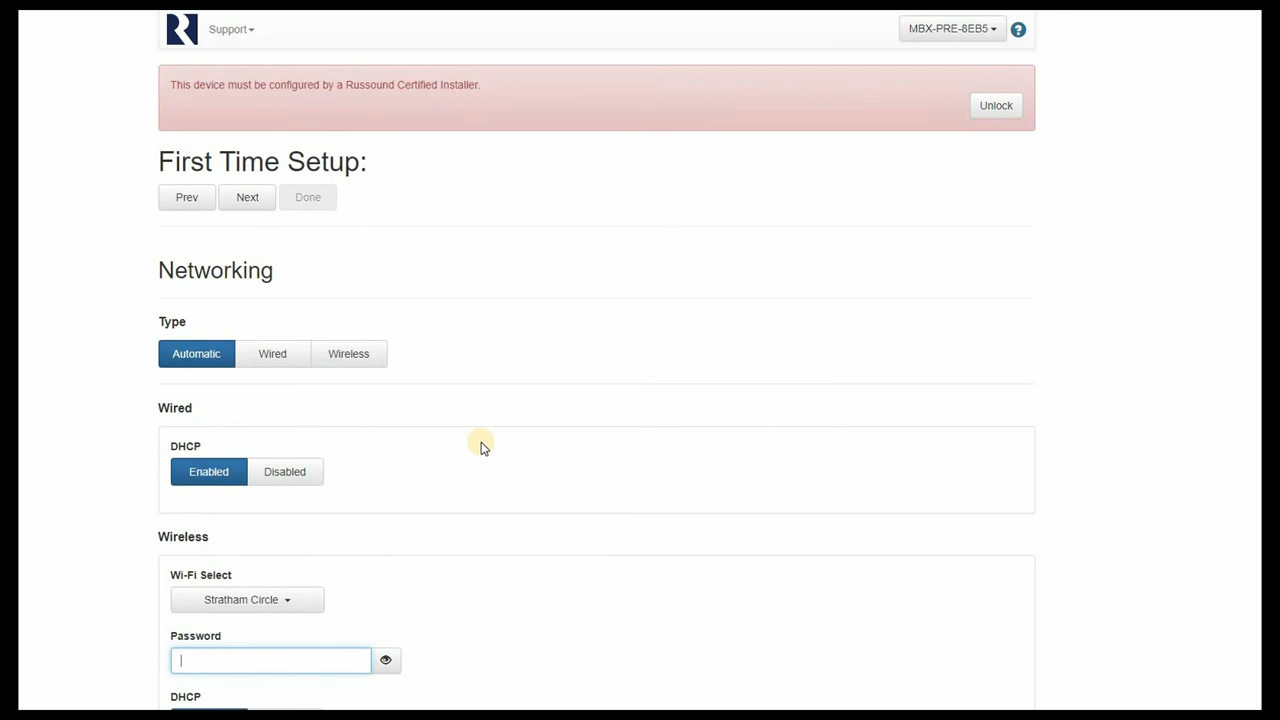 Support
MBX-PRE-8EB5
?
This device must be configured by a Russound Certified Installer.
Unlock
First Time Setup:
Prev Next Done
Networking
Type
Automatic Wired Wireless
Wired
DHCP
Enabled Disabled
Wireless
Wi-Fi Select
Stratham Circle
Password
DHCP